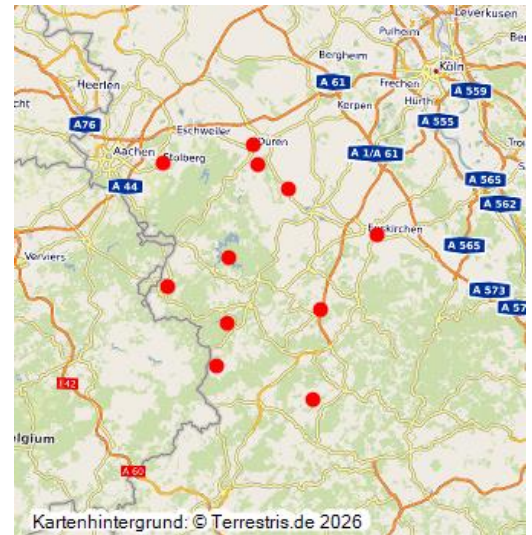 Leverkusen
Pulheim
Bergheim
Köln
Heerlen
A 61
Frechen
A 559
Kerpen
Hürth
A76
Eschweiler
A 555
Düren
A 1/A 61
Aachen
Stolberg
A 44
A 565
A 562
Euskirchen
A 565
Verviers
A 573
E42
A 60
Kartenhintergrund: © Terrestris.de 2026